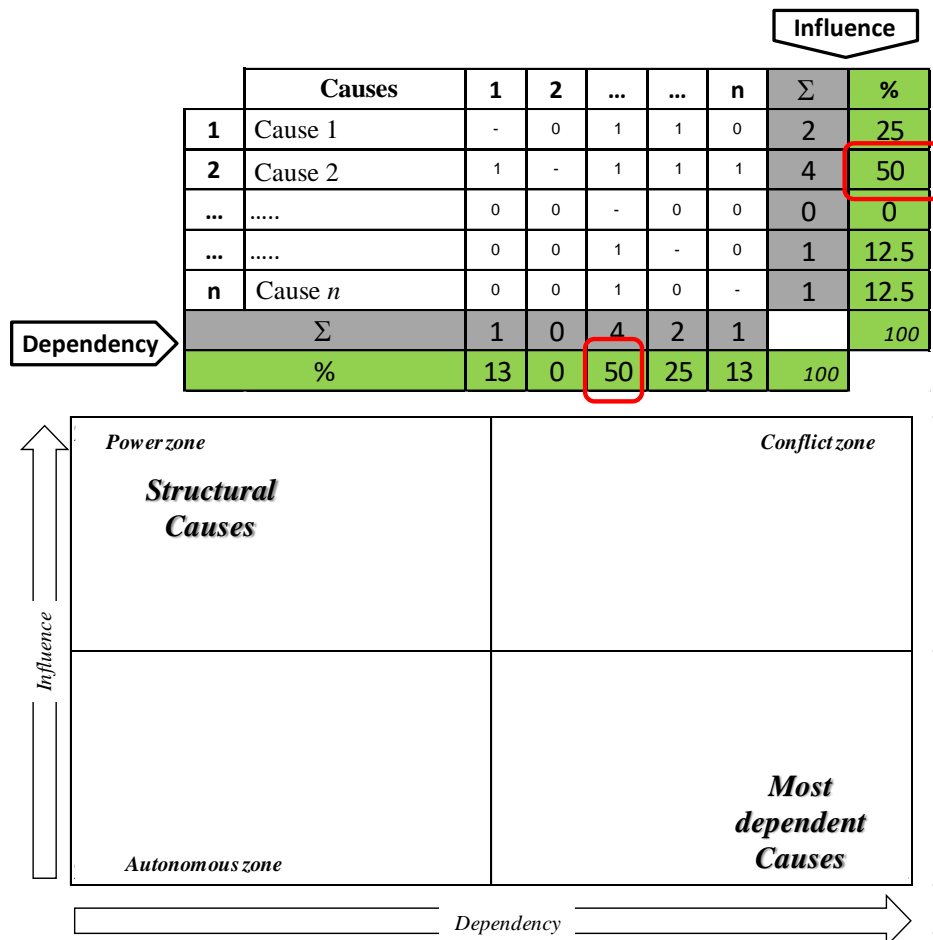 Influence
Causes 1 2 ... ... n Σ %
1 Cause 1 - 0 1 1 0 2 25
2 Cause 2 1 - 1 1 1 4 50
... ..... 0 0 - 0 0 0 0
... ..... 0 0 1 - 0 1 12.5
n Cause n 0 0 1 0 - 1 12.5
Dependency
Σ 1 0 4 2 1 100
% 13 0 50 25 13 100
Power zone
Conflict zone
Structural
Causes
Influence
Most
dependent
Causes
Autonomous zone
Dependency